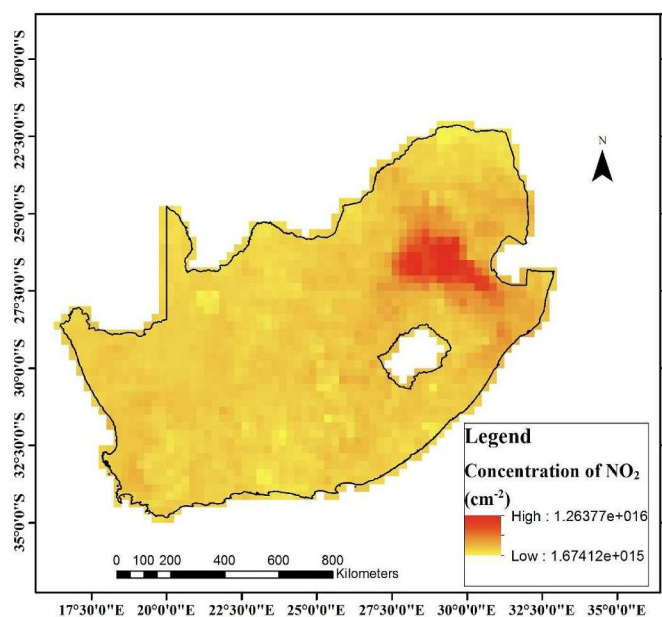 N
20°0'0"S
22°30'0"S
25°0'0"S
27°30'0"S
30°0'0"S
32°30'0"S
35°0'0"S
Legend
Concentration of NO₂
(cm⁻²)
High : 1.26377e+016
Low : 1.67412e+015
0 100 200 400 600 800
Kilometers
17°30'0"E 20°0'0"E 22°30'0"E 25°0'0"E 27°30'0"E 30°0'0"E 32°30'0"E 35°0'0"E